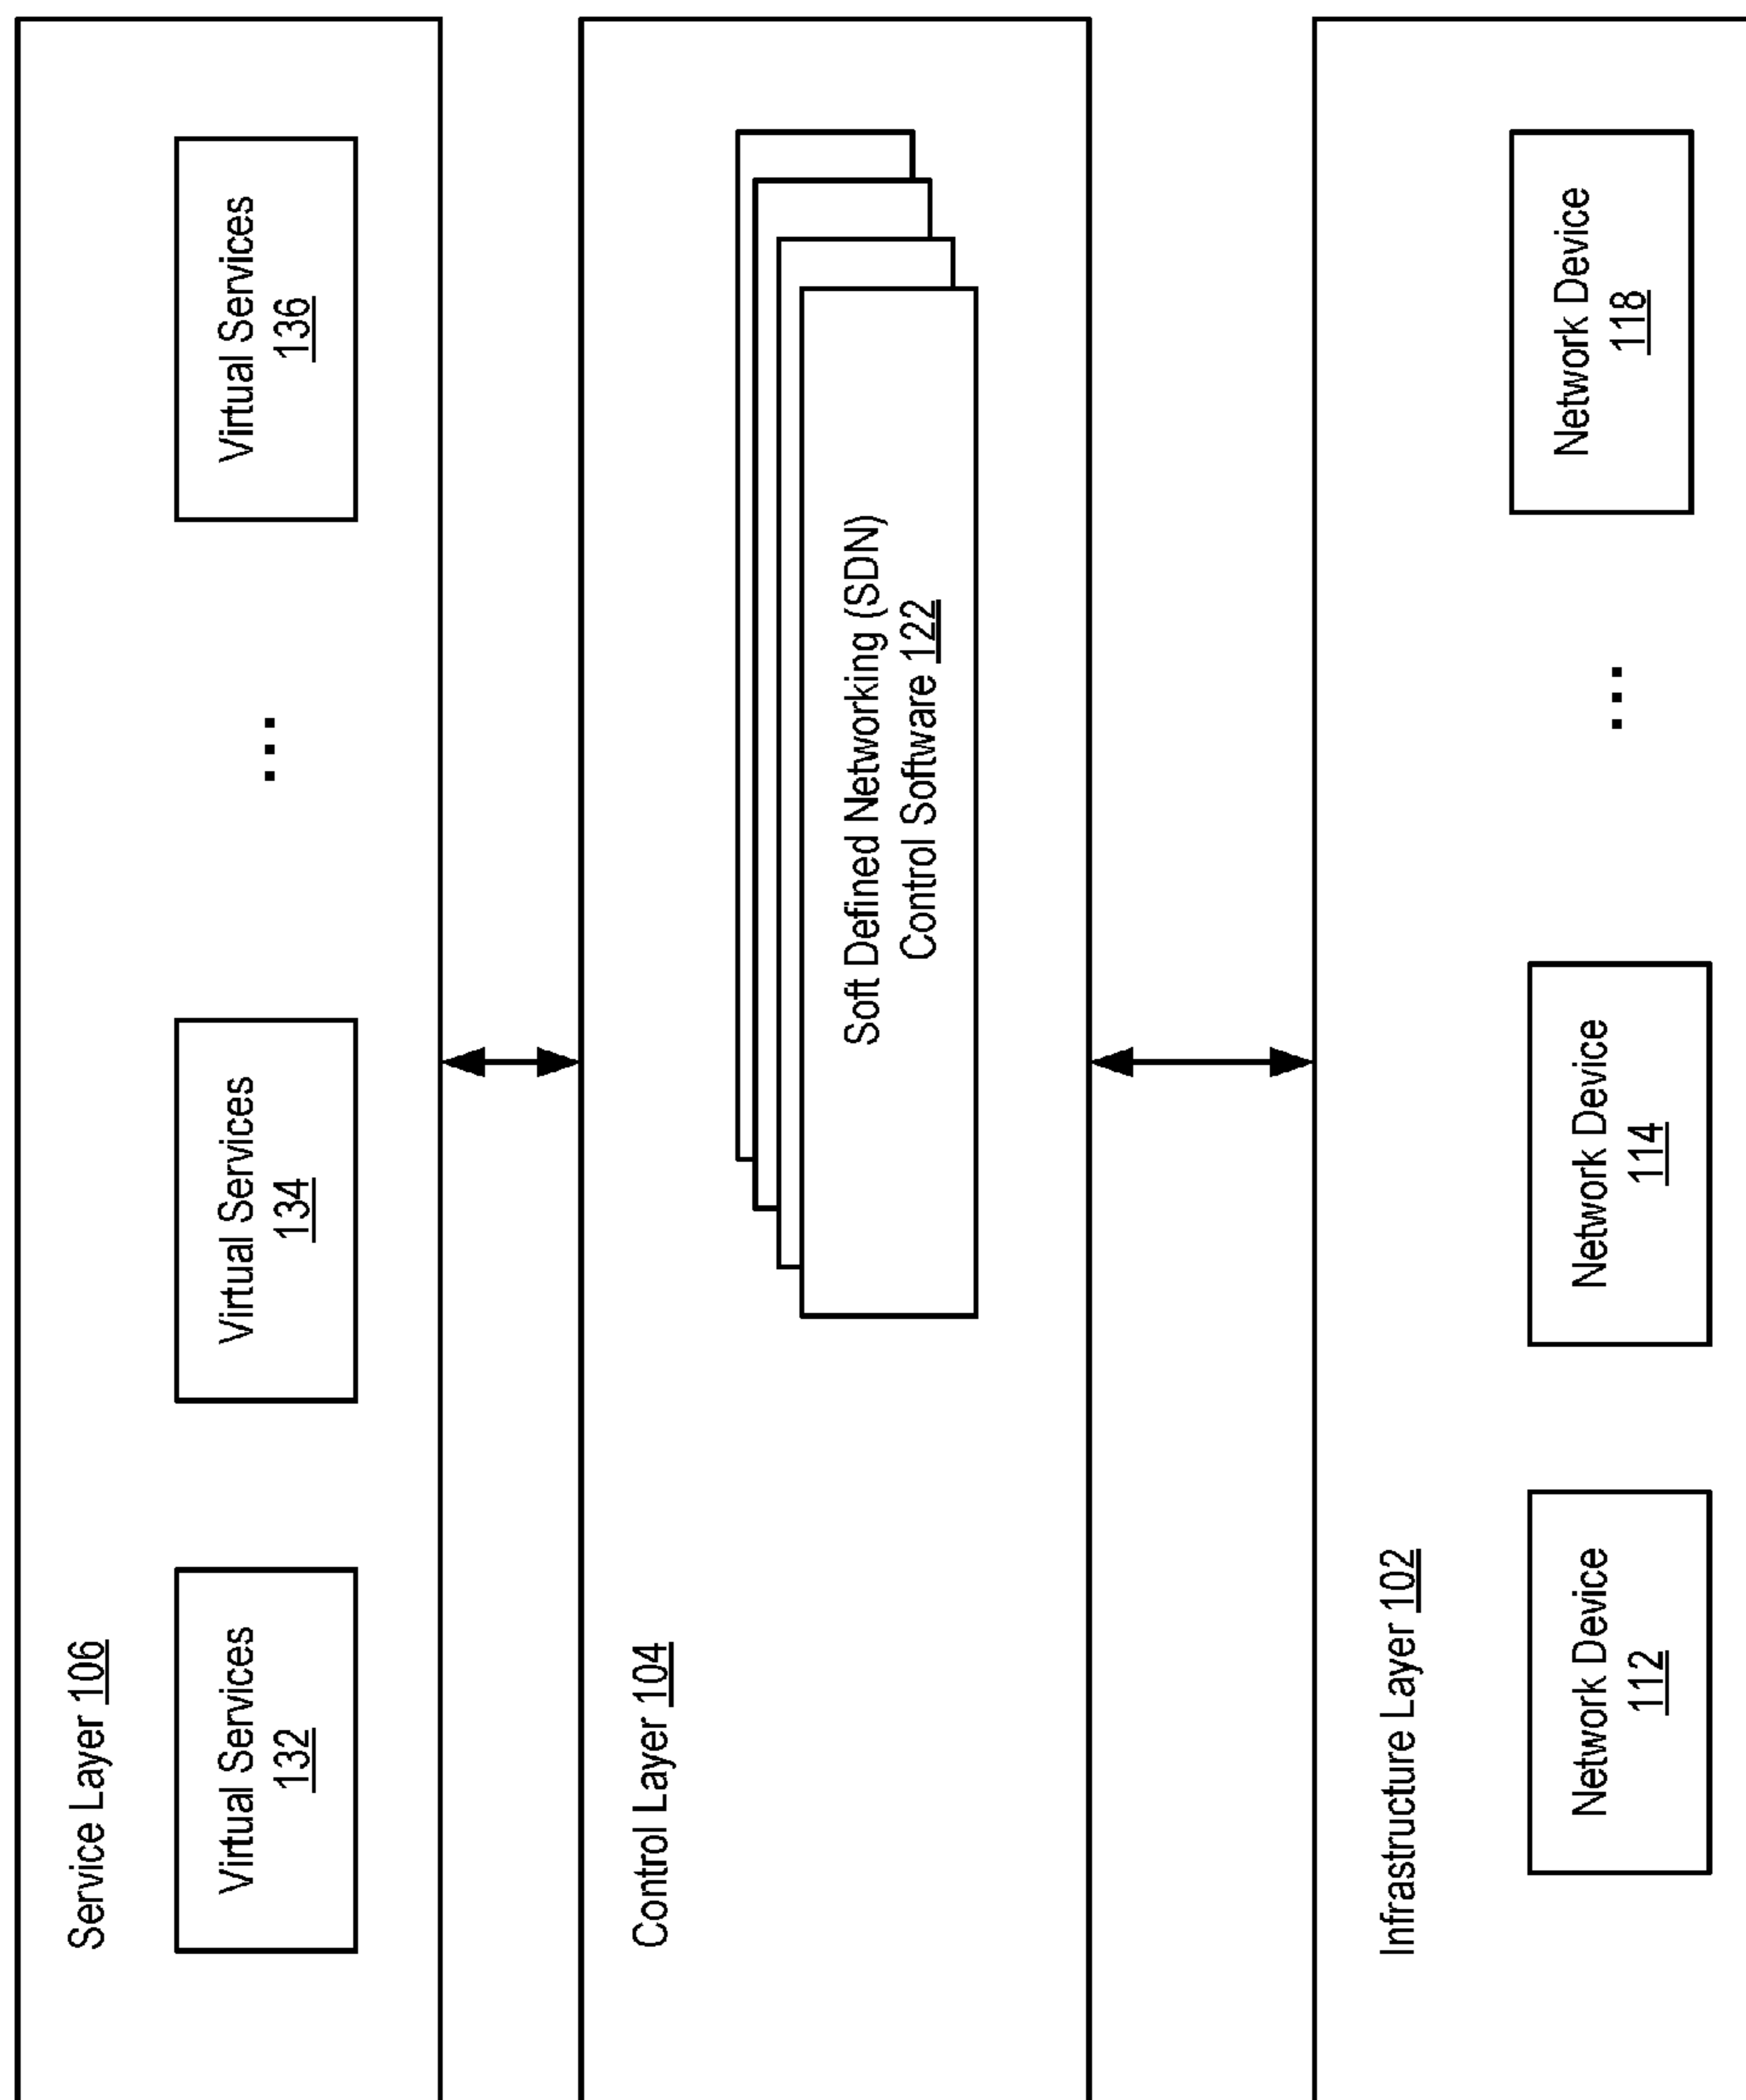 Service Layer 106
Virtual Services
132
Virtual Services
134
...
Virtual Services
136
Control Layer 104
Soft Defined Networking (SDN)
Control Software 122
Infrastructure Layer 102
Network Device
112
Network Device
114
...
Network Device
118